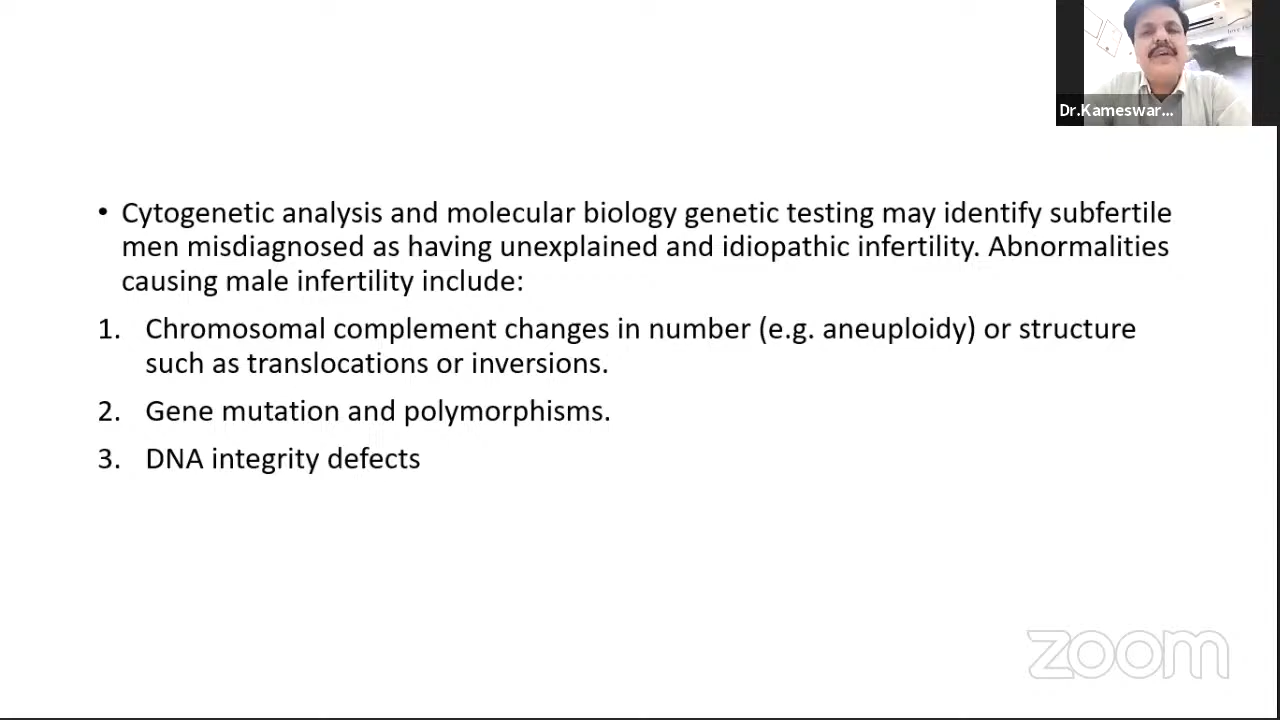 Dr.Kameswar...
• Cytogenetic analysis and molecular biology genetic testing may identify subfertile
men misdiagnosed as having unexplained and idiopathic infertility. Abnormalities
causing male infertility include:
1. Chromosomal complement changes in number (e.g. aneuploidy) or structure
such as translocations or inversions.
2. Gene mutation and polymorphisms.
3. DNA integrity defects
zoom